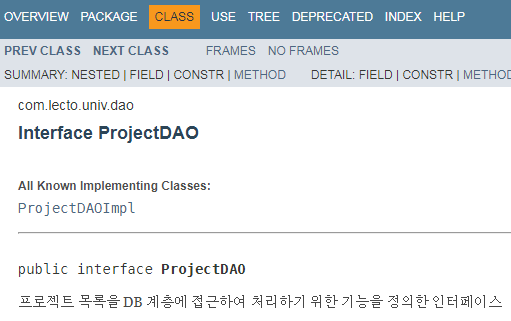 OVERVIEW PACKAGE CLASS USE TREE DEPRECATED INDEX HELP
PREV CLASS NEXT CLASS FRAMES NO FRAMES
SUMMARY: NESTED | FIELD | CONSTR | METHOD DETAIL: FIELD | CONSTR | METHOD
com.lecto.univ.dao
Interface ProjectDAO
All Known Implementing Classes:
ProjectDAOImpl
public interface ProjectDAO
프로젝트 목록을 DB 계층에 접근하여 처리하기 위한 기능을 정의한 인터페이스